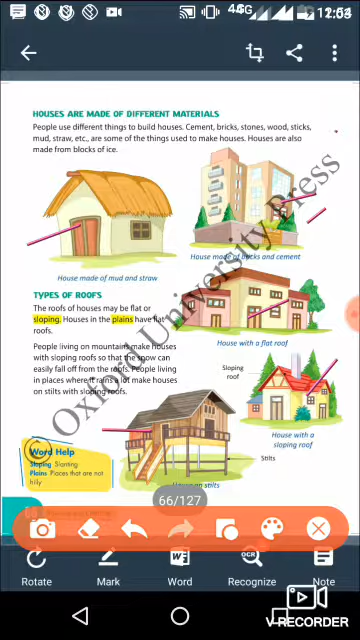 4G 11:53
HOUSES ARE MADE OF DIFFERENT MATERIALS
People use different things to build houses. Cement, bricks, stones, wood, sticks,
mud, straw, etc., are some of the things used to make houses. Houses are also
made from blocks of ice.
House made of mud and straw
House made of bricks and cement
TYPES OF ROOFS
The roofs of houses may be flat or
sloping. Houses in the plains have flat
roofs.
House with a flat roof
People living on mountains make houses
with sloping roofs so that the snow can
easily fall off from the roofs. People living
in places where it rains a lot make houses
on stilts with sloping roofs.
Sloping
roof
House with a
sloping roof
Stilts
House on stilts
Word Help
Sloping Slanting
Plains Places that are not
hilly
© Oxford University Press
66/127
Rotate
Mark
W
Word
OCR
Recognize
Note
V-RECORDER